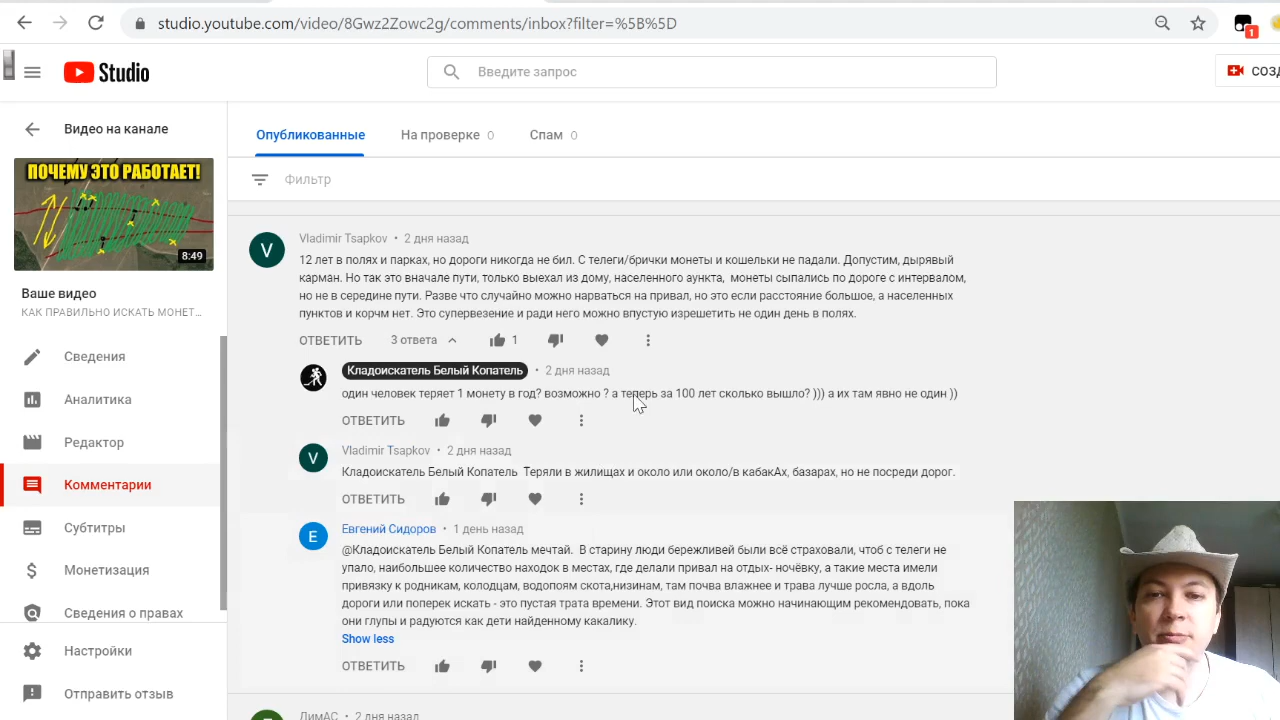 studio.youtube.com/video/8Gwz2Zowc2g/comments/inbox?filter=%5B%5D
1
Studio
Введите запрос
СОЗД
Видео на канале
ПОЧЕМУ ЭТО РАБОТАЕТ!
8:49
Ваше видео
КАК ПРАВИЛЬНО ИСКАТЬ МОНЕТ...
Сведения
Аналитика
Редактор
Комментарии
Субтитры
Монетизация
Сведения о правах
Настройки
Отправить отзыв
Опубликованные
На проверке 0
Спам 0
Фильтр
V
Vladimir Tsapkov • 2 дня назад
12 лет в полях и парках, но дороги никогда не бил. С телеги/брички монеты и кошельки не падали. Допустим, дырявый
карман. Но так это вначале пути, только выехал из дому, населенного аункта, монеты сыпались по дороге с интервалом,
но не в середине пути. Разве что случайно можно нарваться на привал, но это если расстояние большое, а населенных
пунктов и корчм нет. Это супервезение и ради него можно впустую изрешетить не один день в полях.
ОТВЕТИТЬ 3 ответа 1
Кладоискатель Белый Копатель • 2 дня назад
один человек теряет 1 монету в год? возможно ? а теперь за 100 лет сколько вышло? ))) а их там явно не один ))
ОТВЕТИТЬ
V
Vladimir Tsapkov • 2 дня назад
Кладоискатель Белый Копатель Теряли в жилищах и около или около/в кабакАх, базарах, но не посреди дорог.
ОТВЕТИТЬ
E
Евгений Сидоров • 1 день назад
@Кладоискатель Белый Копатель мечтай. В старину люди бережливей были всё страховали, чтоб с телеги не
упало, наибольшее количество находок в местах, где делали привал на отдых- ночёвку, а такие места имели
привязку к родникам, колодцам, водопоям скота,низинам, там почва влажнее и трава лучше росла, а вдоль
дороги или поперек искать - это пустая трата времени. Этот вид поиска можно начинающим рекомендовать, пока
они глупы и радуются как дети найденному какалику.
Show less
ОТВЕТИТЬ
ДимАС • 2 дня назад